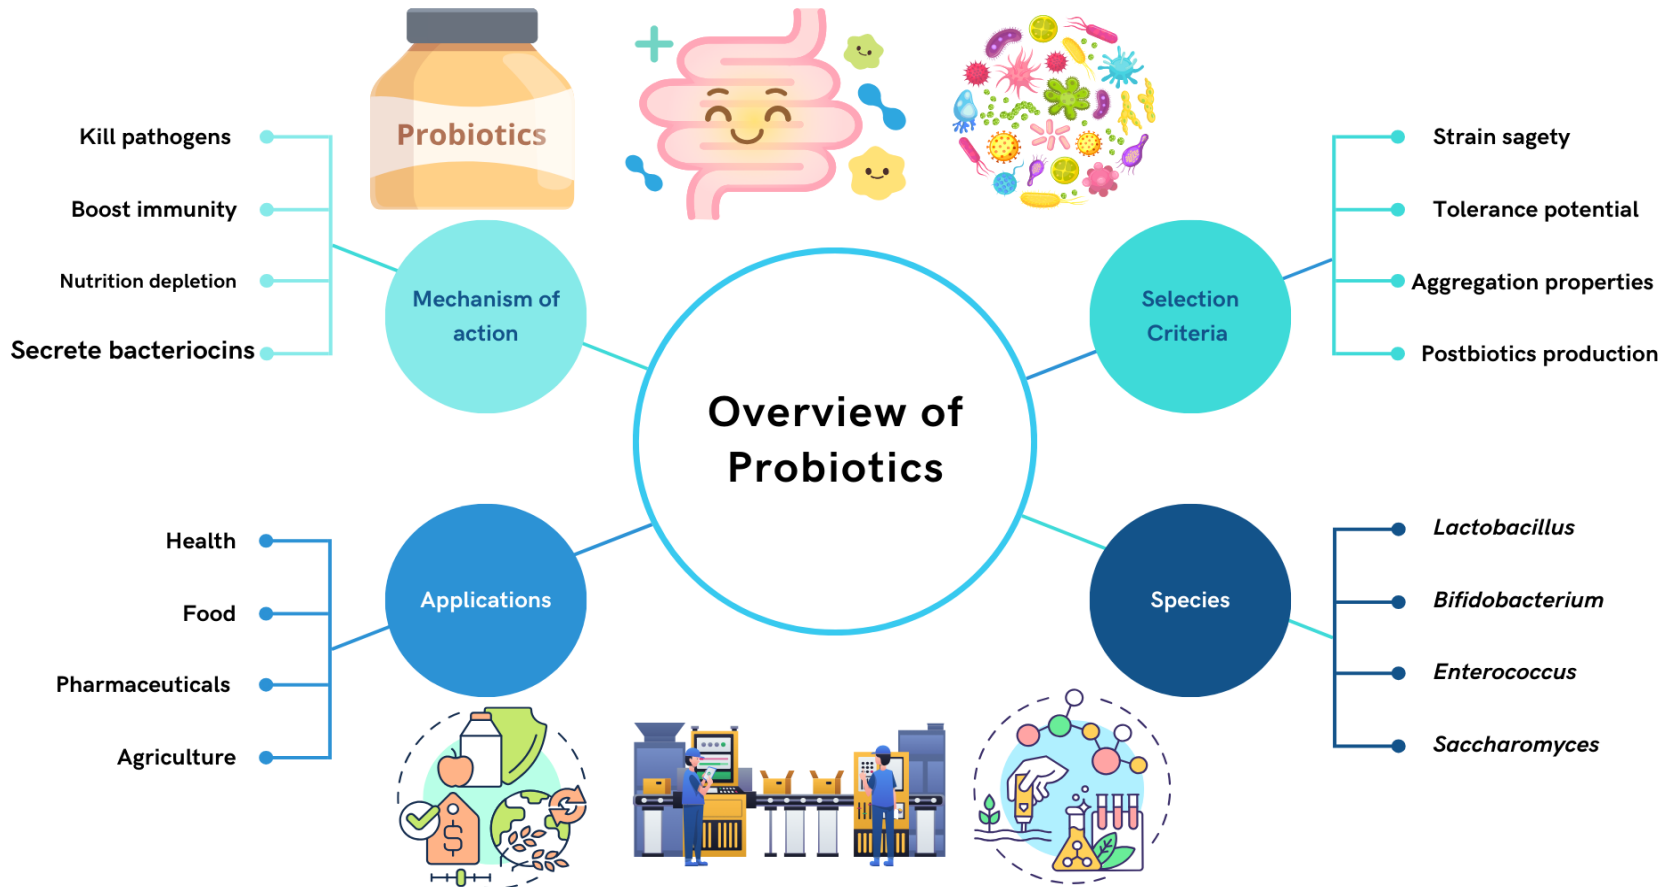 Probiotics
Kill pathogens
Boost immunity
Nutrition depletion
Secrete bacteriocins
Mechanism of
action
Selection
Criteria
Strain sagety
Tolerance potential
Aggregation properties
Postbiotics production
Overview of
Probiotics
Health
Food
Pharmaceuticals
Agriculture
Applications
Species
Lactobacillus
Bifidobacterium
Enterococcus
Saccharomyces
$